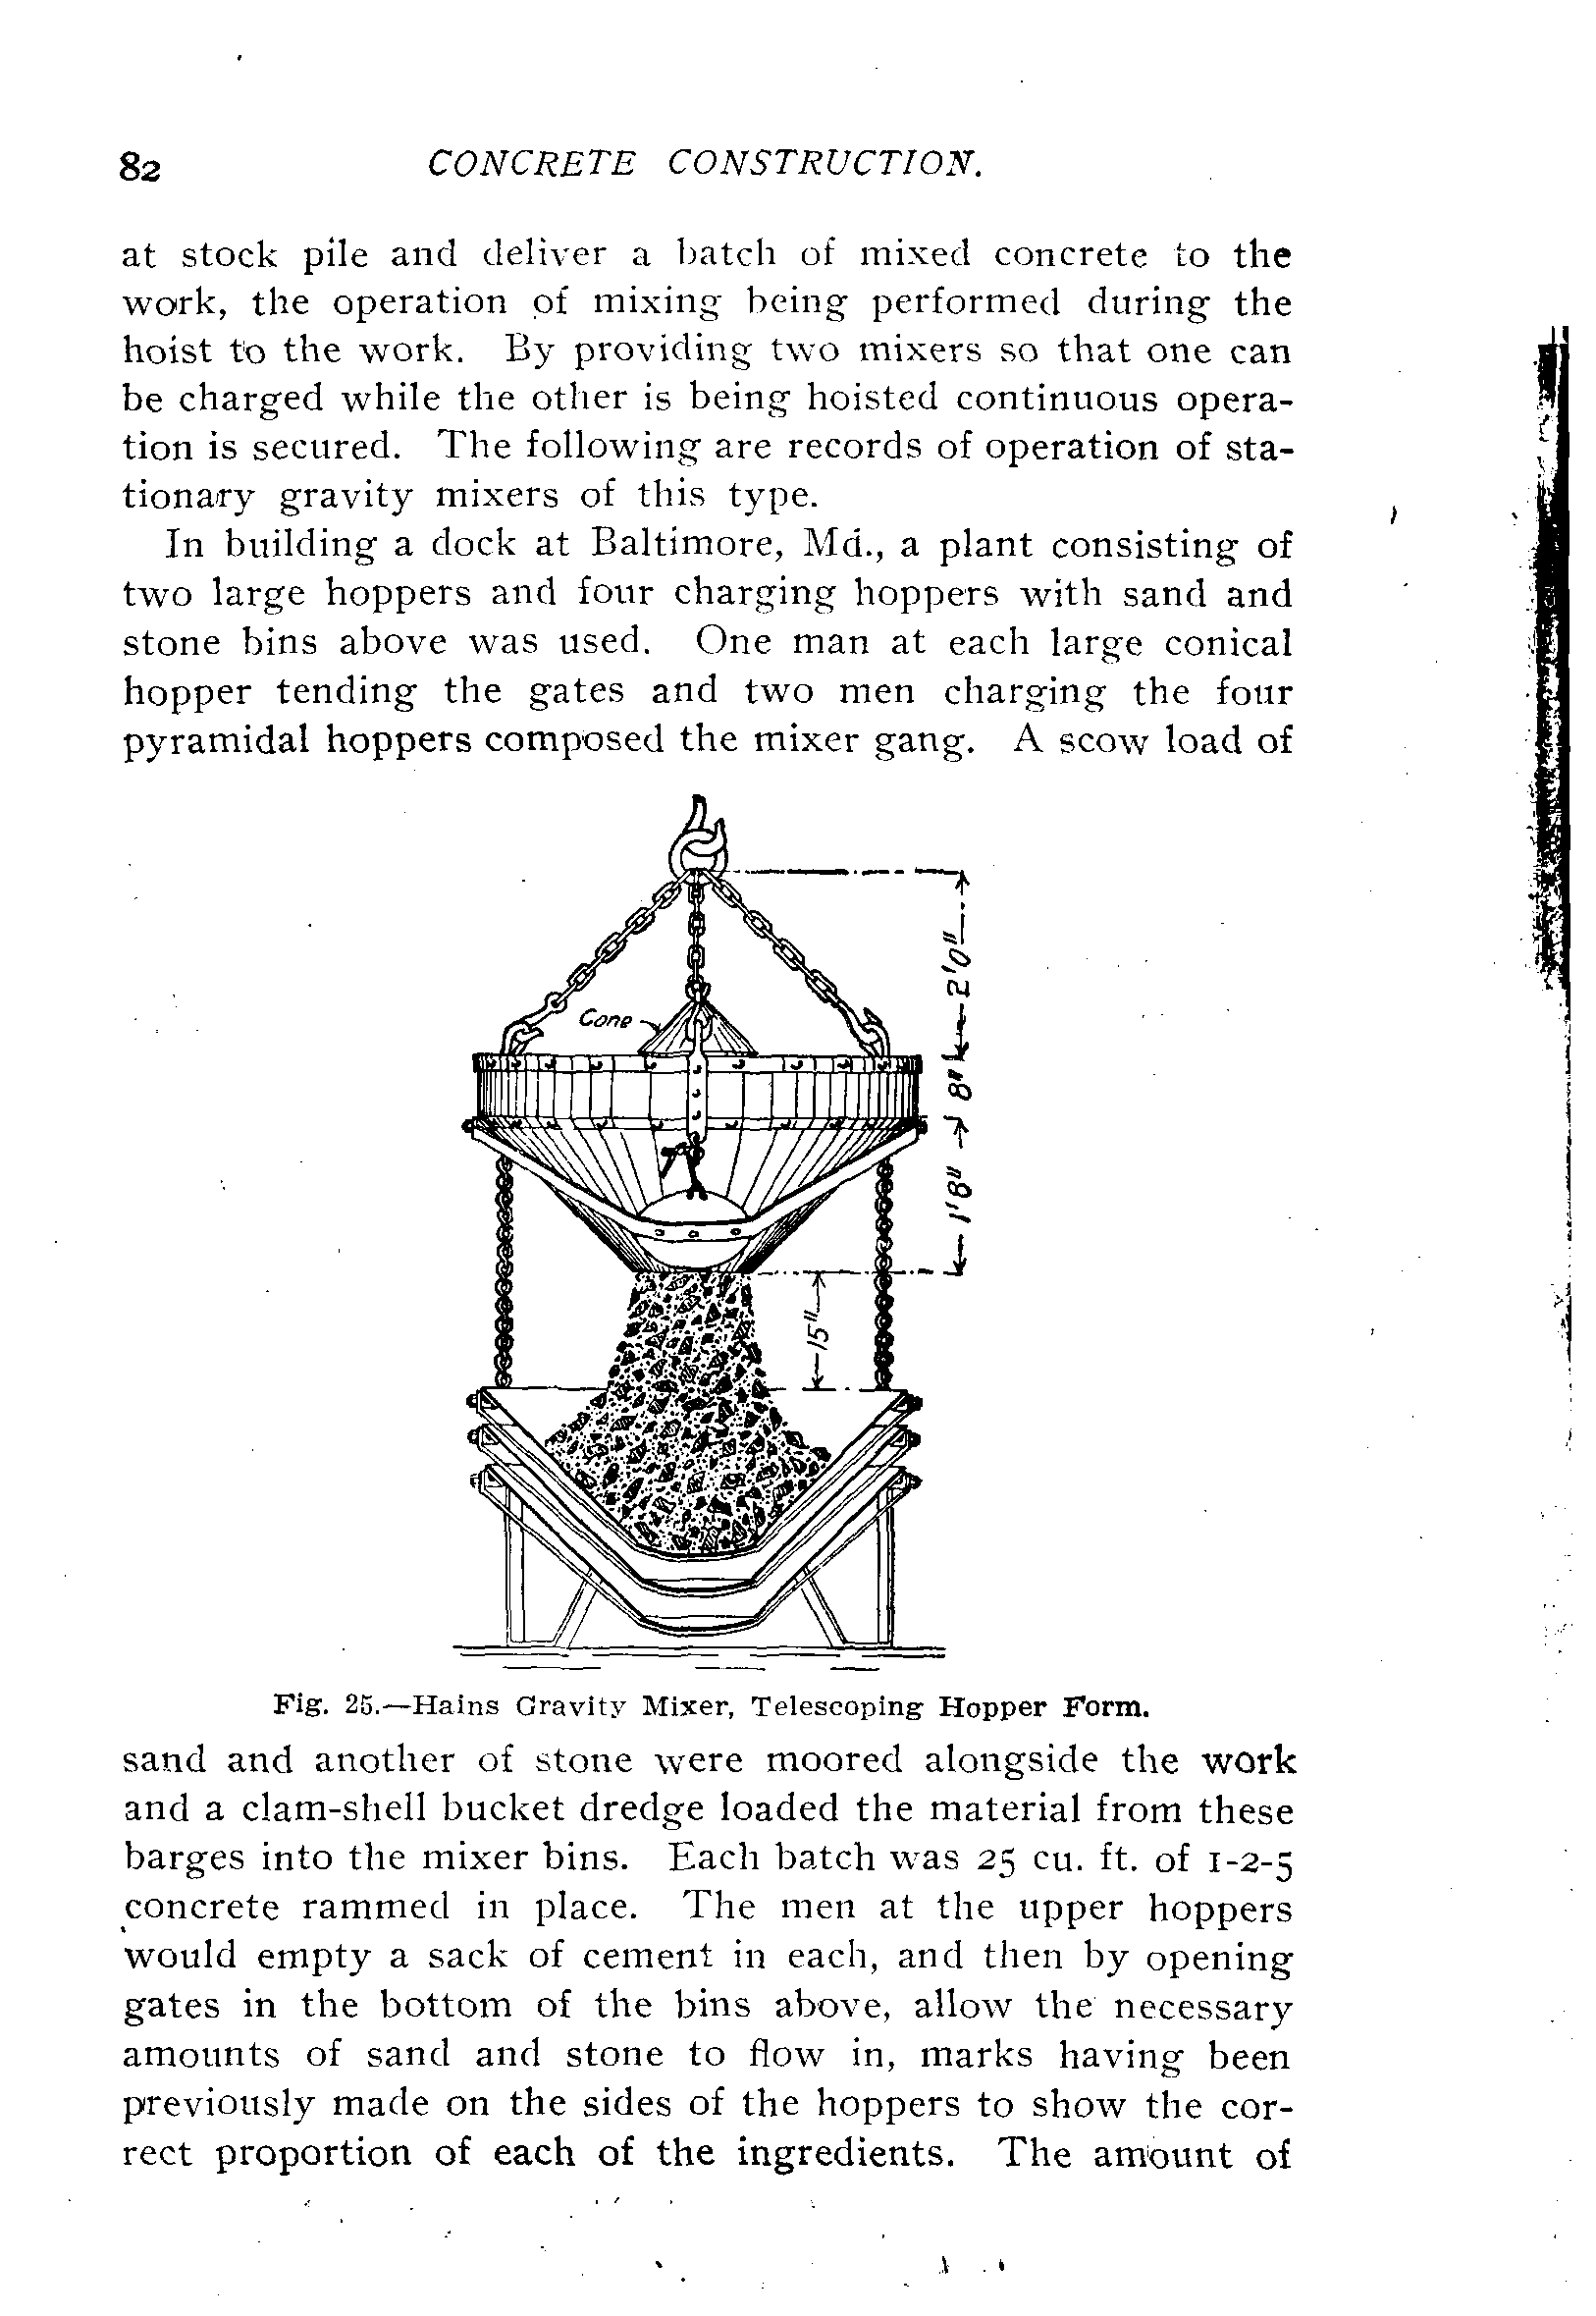 82 CONCRETE CONSTRUCTION.
at stock pile and deliver a batch of mixed concrete to the
work, the operation of mixing being performed during the
hoist to the work. By providing two mixers so that one can
be charged while the other is being hoisted continuous opera-
tion is secured. The following are records of operation of sta-
tionary gravity mixers of this type.
In building a dock at Baltimore, Md., a plant consisting of
two large hoppers and four charging hoppers with sand and
stone bins above was used. One man at each large conical
hopper tending the gates and two men charging the four
pyramidal hoppers composed the mixer gang. A scow load of
2'0"
Cone
8"
1'8"
15"
Fig. 25.—Hains Gravity Mixer, Telescoping Hopper Form.
sand and another of stone were moored alongside the work
and a clam-shell bucket dredge loaded the material from these
barges into the mixer bins. Each batch was 25 cu. ft. of 1-2-5
concrete rammed in place. The men at the upper hoppers
would empty a sack of cement in each, and then by opening
gates in the bottom of the bins above, allow the necessary
amounts of sand and stone to flow in, marks having been
previously made on the sides of the hoppers to show the cor-
rect proportion of each of the ingredients. The amount of